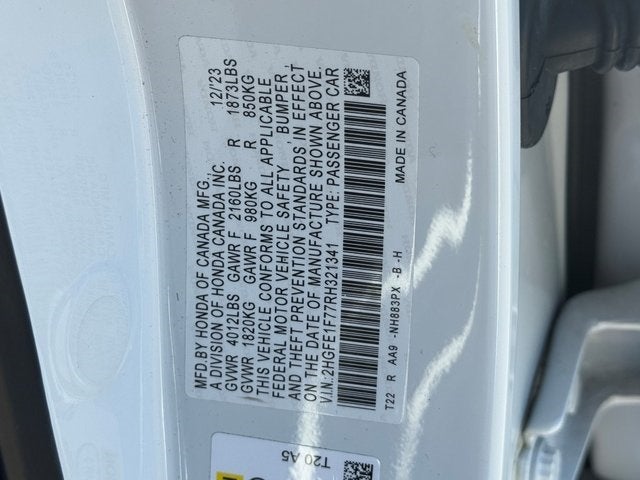 MFD.BY HONDA OF CANADA MFG., 12/23
A DIVISION OF HONDA CANADA INC.
GVWR 4012LBS GAWR F 2160LBS R 1873LBS
GVWR 1820KG GAWR F 980KG R 850KG
THIS VEHICLE CONFORMS TO ALL APPLICABLE
FEDERAL MOTOR VEHICLE SAFETY, BUMPER,
AND THEFT PREVENTION STANDARDS IN EFFECT
ON THE DATE OF MANUFACTURE SHOWN ABOVE.
V.I.N: 2HGFE1F77RH321341 TYPE: PASSENGER CAR
MADE IN CANADA
T22 R AA9 -NH883PX -B -H
T20 A5